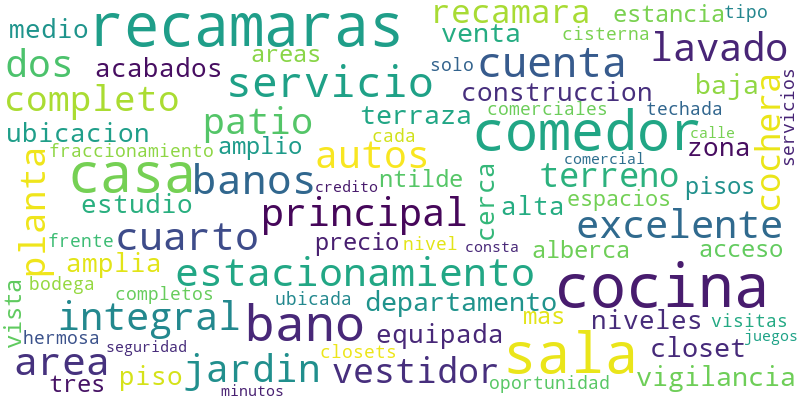 medio
recamaras
recamara
estancia
tipo
venta
cisterna
dos
acabados
areas
servicio
solo
cuenta
lavado
completo
construccion
baja
servicios
ubicacion
patio
terraza
comerciales
techada
amplio
cada
comedor
calle
zona
cochera
planta
fraccionamiento
autos
comercial
casa
banos
credito
ntilde
cerca
terreno
pisos
estudio
principal
alta
espacios
excelente
frente
cuarto
precio
nivel
consta
alberca
acceso
amplia
estacionamiento
cocina
bodega
completos
ubicada
departamento
vista
integral
bano
mas
niveles
visitas
hermosa
seguridad
equipada
sala
closet
juegos
area
jardin
closets
vestidor
tres
piso
minutos
oportunidad
vigilancia